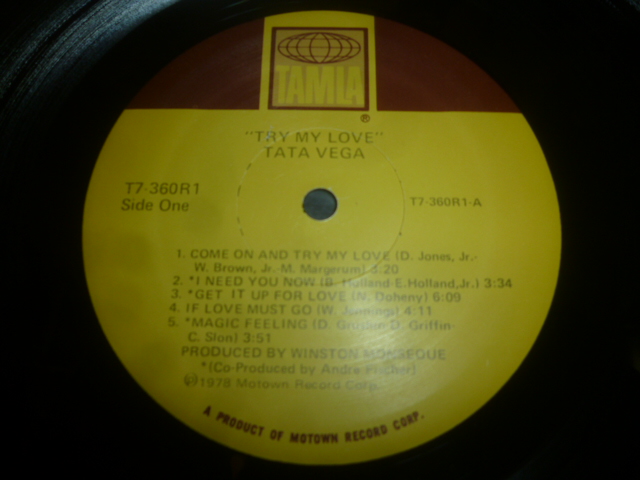 TAMLA
®
"TRY MY LOVE"
TATA VEGA
T7-360R1
Side One
T7-360R1-A
1. COME ON AND TRY MY LOVE (D. Jones, Jr.-
W. Brown, Jr.-M. Margerum) 3:20
2. *I NEED YOU NOW (B. Holland-E.Holland,Jr.) 3:34
3. *GET IT UP FOR LOVE (N. Doheny) 6:09
4. IF LOVE MUST GO (W. Jennings) 4:11
5. *MAGIC FEELING (D. Griffin-
C. Slon) 3:51
PRODUCED BY WINSTON MONSEQUE
*(Co-Produced by Andre Fischer)
℗1978 Motown Record Corp.
A PRODUCT OF MOTOWN RECORD CORP.